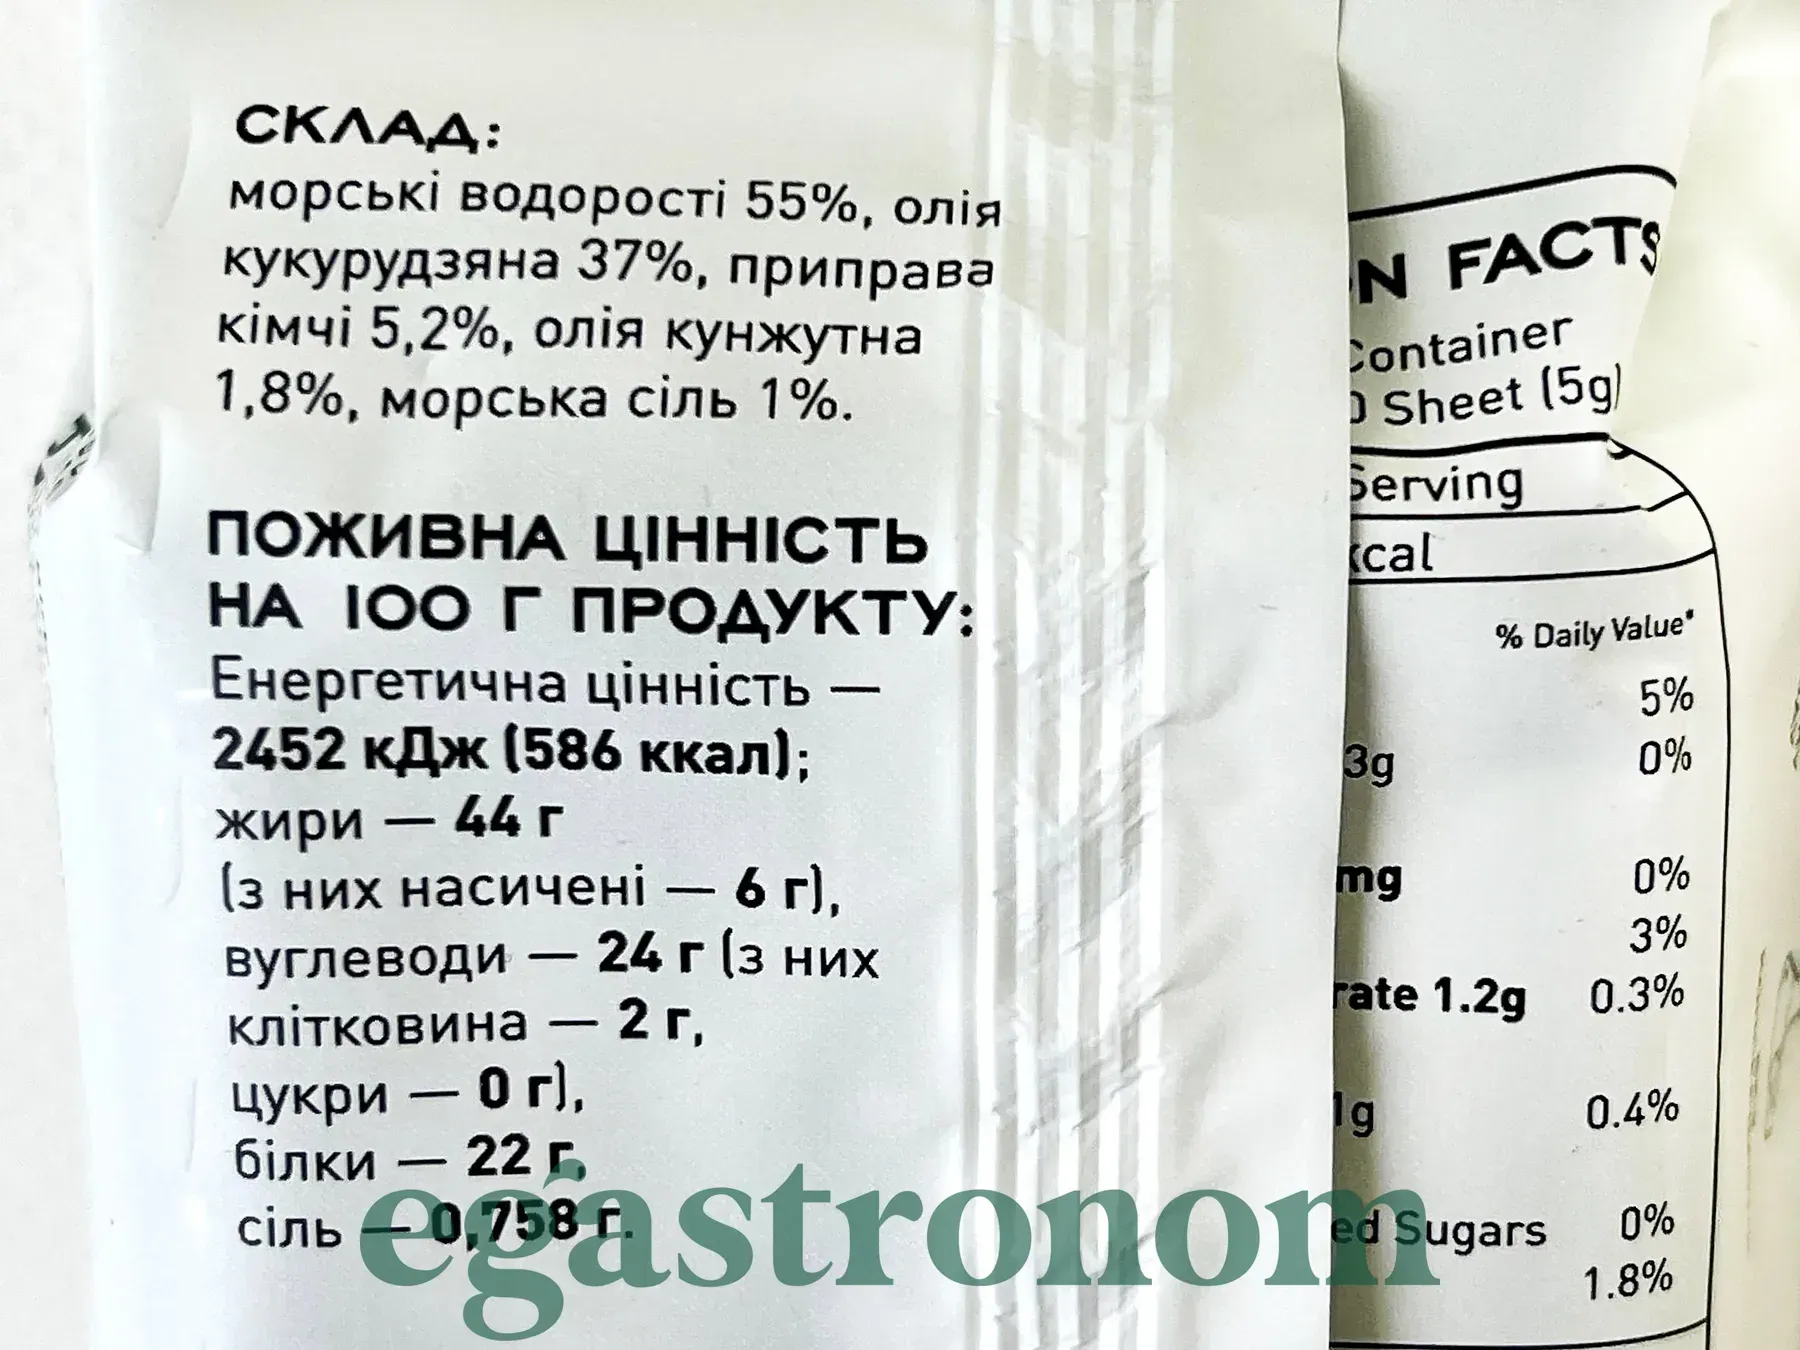 СКЛАД:
морські водорості 55%, олія
кукурудзяна 37%, приправа
кімчі 5,2%, олія кунжутна
1,8%, морська сіль 1%.
ПОЖИВНА ЦІННІСТЬ
НА 100 Г ПРОДУКТУ:
Енергетична цінність —
2452 кДж (586 ккал);
жири — 44 г
(з них насичені — 6 г),
вуглеводи — 24 г (з них
клітковина — 2 г,
цукри — 0 г),
білки — 22 г,
сіль — 0,758 г.
FACTS
Container
Sheet (5g)
Serving
kcal
% Daily Value*
5%
3g 0%
mg 0%
3%
rate 1.2g 0.3%
1g 0.4%
ed Sugars 0%
1.8%
egastronom